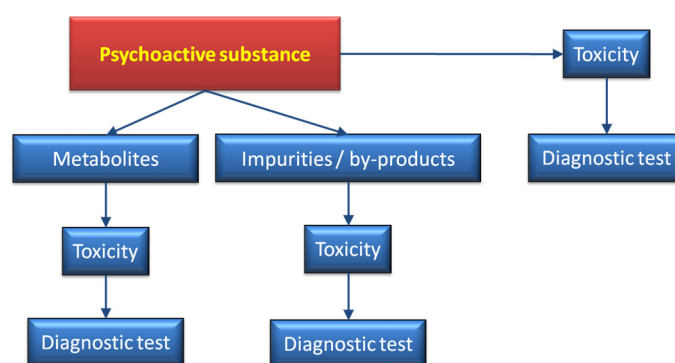 Psychoactive substance
Toxicity
Metabolites
Impurities / by-products
Diagnostic test
Toxicity
Toxicity
Diagnostic test
Diagnostic test